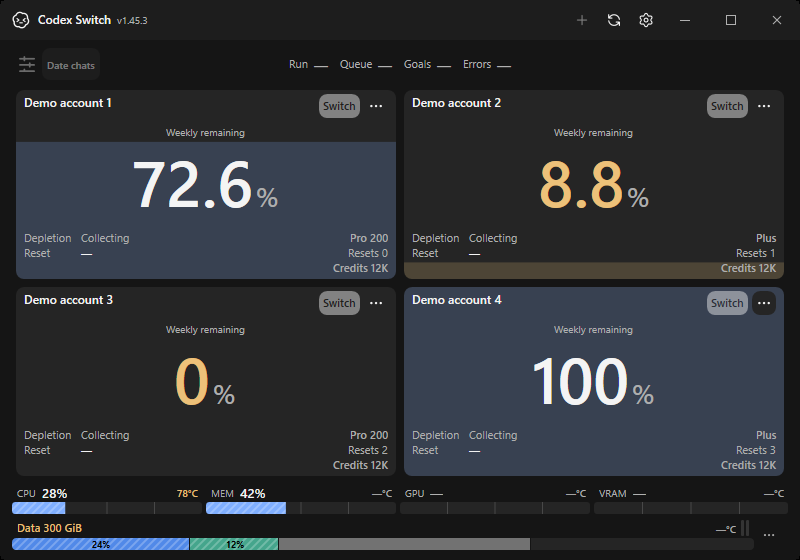 Codex Switch v1.45.3
Date chats Run — Queue — Goals — Errors —
Demo account 1 Switch ...
Weekly remaining
72.6 %
Depletion Collecting Pro 200
Reset — Resets 0
Credits 12K
Demo account 2 Switch ...
Weekly remaining
8.8 %
Depletion Collecting Plus
Reset — Resets 1
Credits 12K
Demo account 3 Switch ...
Weekly remaining
0 %
Depletion Collecting Pro 200
Reset — Resets 2
Credits 12K
Demo account 4 Switch ...
Weekly remaining
100 %
Depletion Collecting Plus
Reset — Resets 3
Credits 12K
CPU 28% 78°C MEM 42% —°C GPU — —°C VRAM — —°C
Data 300 GiB —°C
24% 12% ...